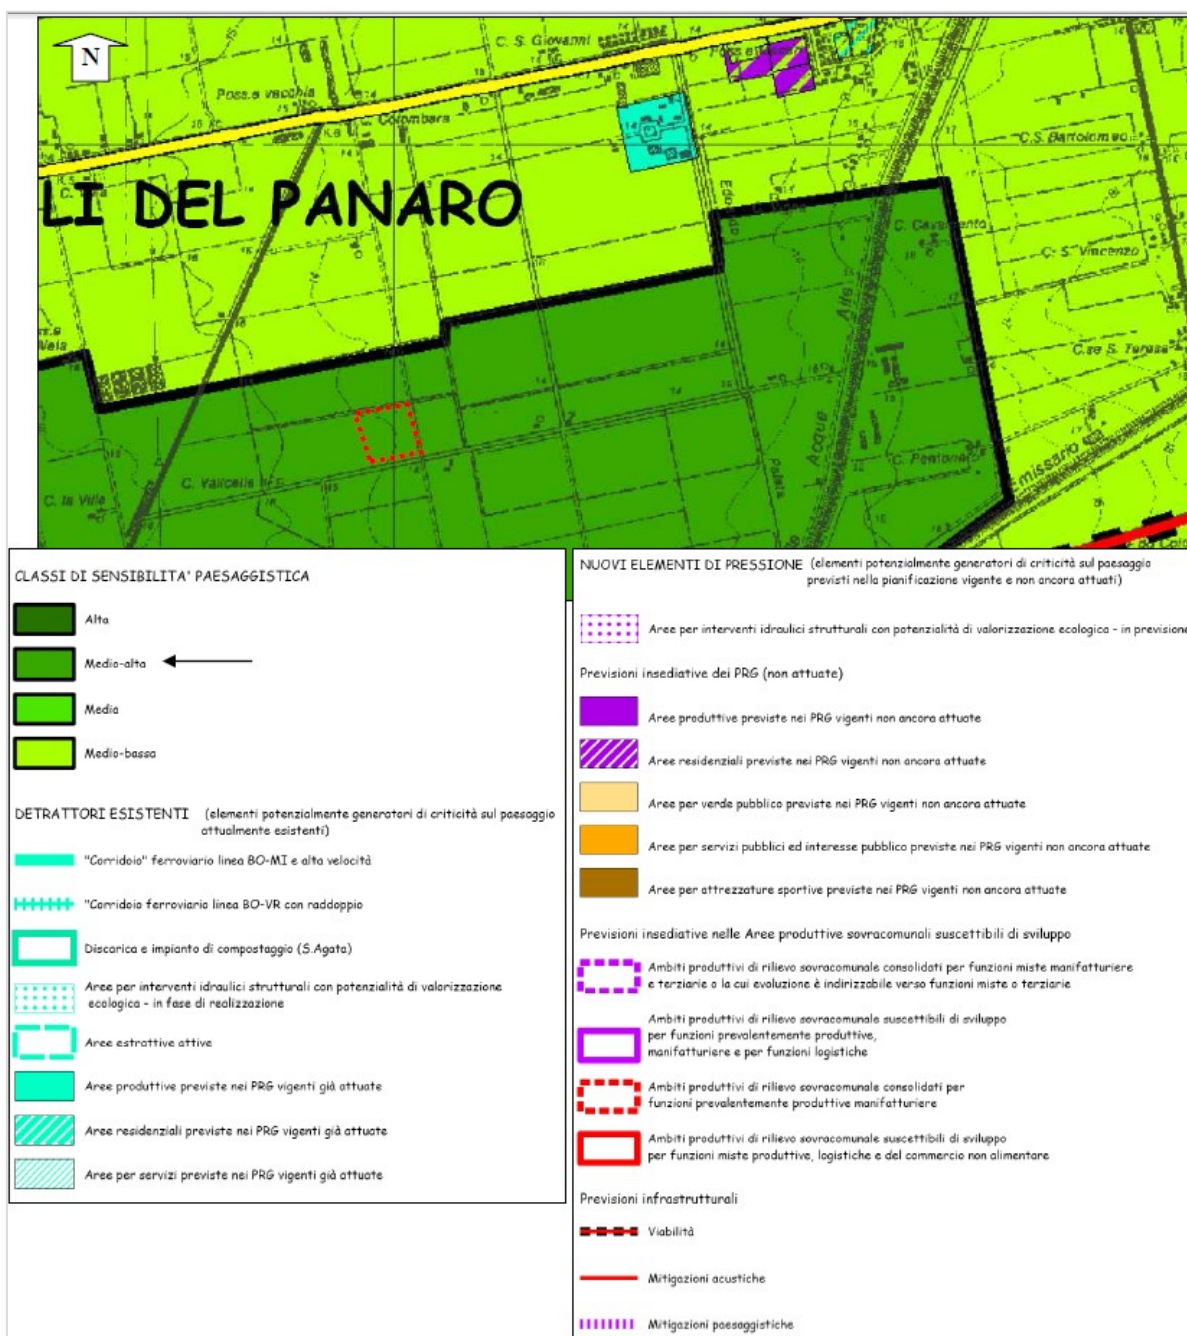 N
C. S. Giovanni
Poss.e vecchia
Colombara
C.S. Bartolomeo
LI DEL PANARO
C. Cavamento
C. S. Vincenzo
C.se S. Teresa
Acque Alte
C. Valicella
C. la Villa
CLASSI DI SENSIBILITA' PAESAGGISTICA
Alta
Medio-alta
Media
Medio-bassa
DETRATTORI ESISTENTI (elementi potenzialmente generatori di criticità sul paesaggio
attualmente esistenti)
"Corridoio" ferroviario linea BO-MI e alta velocità
"Corridoio ferroviario linea BO-VR con raddoppio
Discarica e impianto di compostaggio (S.Agata)
Aree per interventi idraulici strutturali con potenzialità di valorizzazione
ecologica - in fase di realizzazione
Aree estrattive attive
Aree produttive previste nei PRG vigenti già attuate
Aree residenziali previste nei PRG vigenti già attuate
Aree per servizi previste nei PRG vigenti già attuate
NUOVI ELEMENTI DI PRESSIONE (elementi potenzialmente generatori di criticità sul paesaggio
previsti nella pianificazione vigente e non ancora attuati)
Aree per interventi idraulici strutturali con potenzialità di valorizzazione ecologica - in previsione
Previsioni insediative dei PRG (non attuate)
Aree produttive previste nei PRG vigenti non ancora attuate
Aree residenziali previste nei PRG vigenti non ancora attuate
Aree per verde pubblico previste nei PRG vigenti non ancora attuate
Aree per servizi pubblici ed interesse pubblico previste nei PRG vigenti non ancora attuate
Aree per attrezzature sportive previste nei PRG vigenti non ancora attuate
Previsioni insediative nelle Aree produttive sovracomunali suscettibili di sviluppo
Ambiti produttivi di rilievo sovracomunale consolidati per funzioni miste manifatturiere
e terziarie o la cui evoluzione è indirizzabile verso funzioni miste o terziarie
Ambiti produttivi di rilievo sovracomunale suscettibili di sviluppo
per funzioni prevalentemente produttive,
manifatturiere e per funzioni logistiche
Ambiti produttivi di rilievo sovracomunale consolidati per
funzioni prevalentemente produttive manifatturiere
Ambiti produttivi di rilievo sovracomunale suscettibili di sviluppo
per funzioni miste produttive, logistiche e del commercio non alimentare
Previsioni infrastrutturali
Viabilità
Mitigazioni acustiche
Mitigazioni paesaggistiche